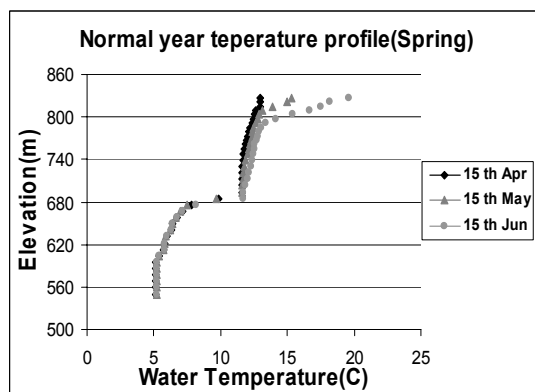 Normal year teperature profile(Spring)
Elevation(m)
860
800
740
680
620
560
500
0 5 10 15 20 25
Water Temperature(C)
15 th Apr
15 th May
15 th Jun